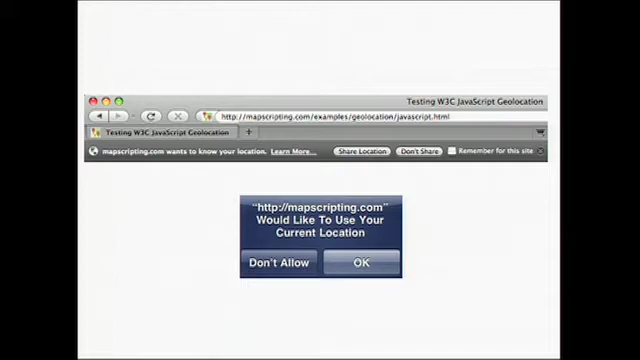 Testing W3C JavaScript Geolocation
http://mapscripting.com/examples/geolocation/javascript.html
Testing W3C JavaScript Geolocation
mapscripting.com wants to know your location. Learn More... Share Location Don't Share Remember for this site
"http://mapscripting.com"
Would Like To Use Your
Current Location
Don't Allow OK